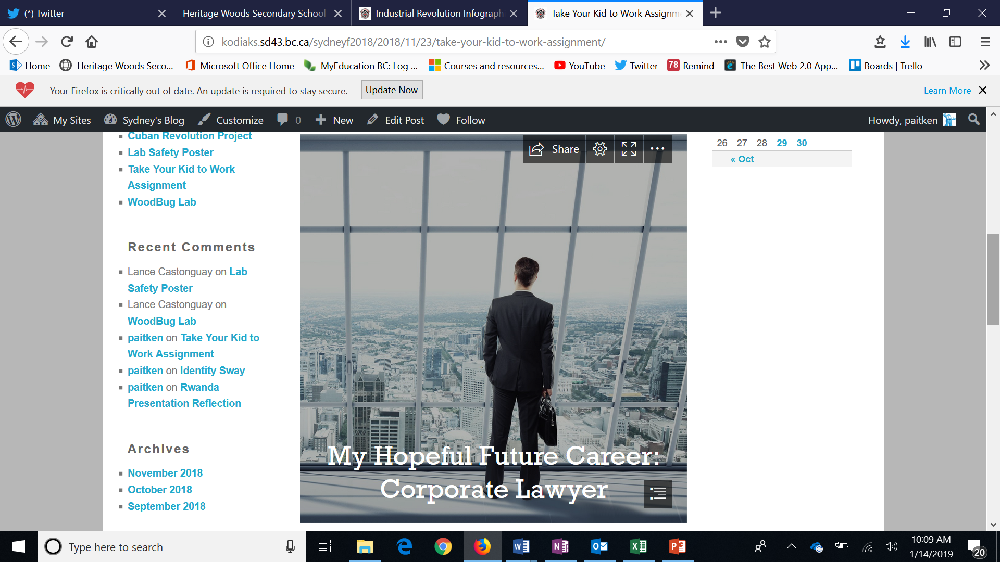 (*) Twitter
Heritage Woods Secondary School
Industrial Revolution Infograph
Take Your Kid to Work Assignm
kodiaks.sd43.bc.ca/sydneyf2018/2018/11/23/take-your-kid-to-work-assignment/
Home
Heritage Woods Seco...
Microsoft Office Home
MyEducation BC: Log ...
Courses and resources...
YouTube
Twitter
78
Remind
The Best Web 2.0 App...
Boards | Trello
Your Firefox is critically out of date. An update is required to stay secure.
Update Now
Learn More
My Sites
Sydney's Blog
Customize
0
New
Edit Post
Follow
Howdy, paitken
Cuban Revolution Project
Lab Safety Poster
Take Your Kid to Work
Assignment
WoodBug Lab
Recent Comments
Lance Castonguay on Lab
Safety Poster
Lance Castonguay on
WoodBug Lab
paitken on Take Your Kid to
Work Assignment
paitken on Identity Sway
paitken on Rwanda
Presentation Reflection
Archives
November 2018
October 2018
September 2018
Share
My Hopeful Future Career:
Corporate Lawyer
26 27 28 29 30
« Oct
Type here to search
10:09 AM
1/14/2019
20